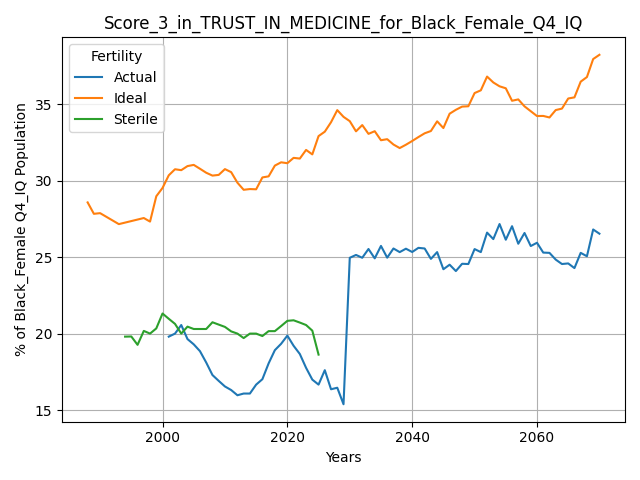 Score_3_in_TRUST_IN_MEDICINE_for_Black_Female_Q4_IQ
Fertility
Actual
Ideal
Sterile
% of Black_Female Q4_IQ Population
35
30
25
20
15
2000
2020
2040
2060
Years